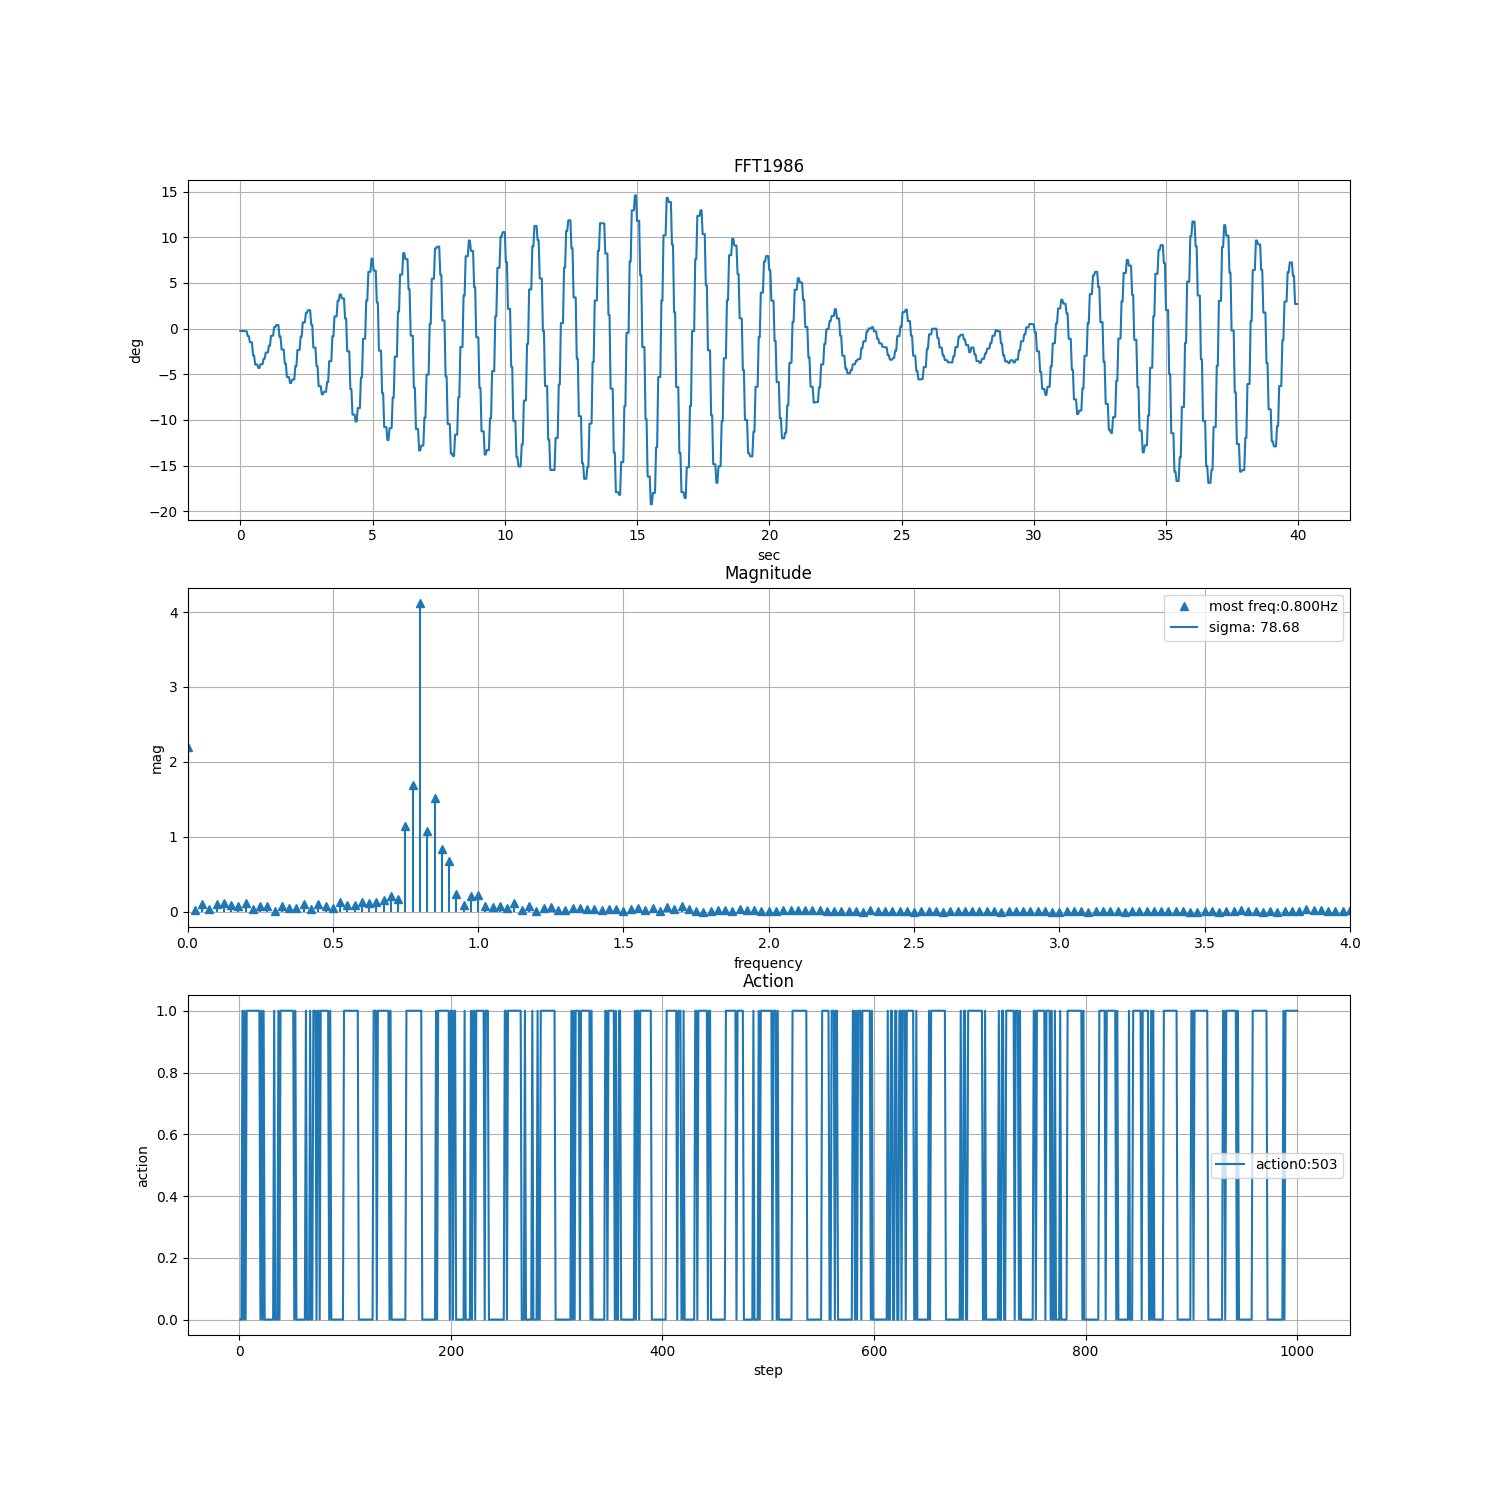 FFT1986
15
10
5
0
−5
−10
−15
−20
deg
0 5 10 15 20 25 30 35 40
sec
Magnitude
most freq:0.800Hz
sigma: 78.68
4
3
2
1
0
mag
0.0 0.5 1.0 1.5 2.0 2.5 3.0 3.5 4.0
frequency
Action
1.0
0.8
0.6
0.4
0.2
0.0
action
action0:503
0 200 400 600 800 1000
step